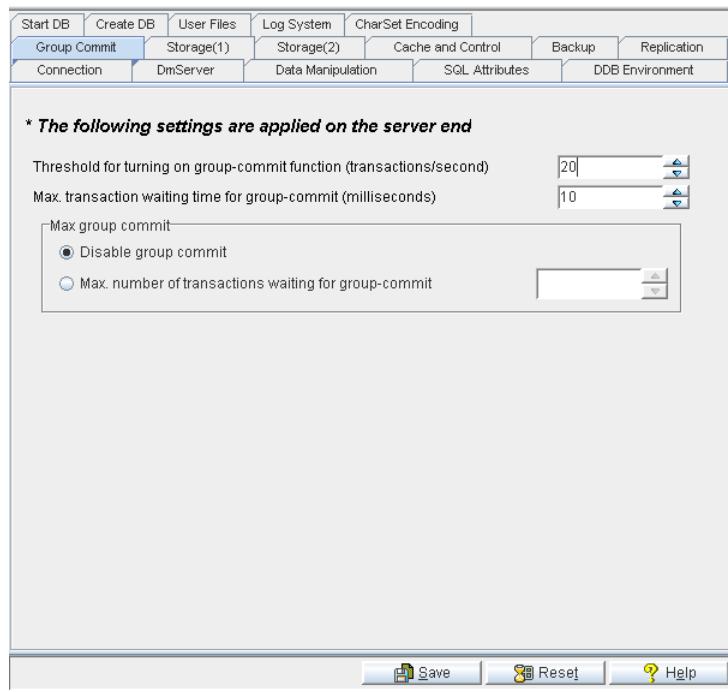 Start DB Create DB User Files Log System CharSet Encoding
Group Commit Storage(1) Storage(2) Cache and Control Backup Replication
Connection DmServer Data Manipulation SQL Attributes DDB Environment
* The following settings are applied on the server end
Threshold for turning on group-commit function (transactions/second) 20
Max. transaction waiting time for group-commit (milliseconds) 10
Max group commit
Disable group commit
Max. number of transactions waiting for group-commit
Save Reset Help